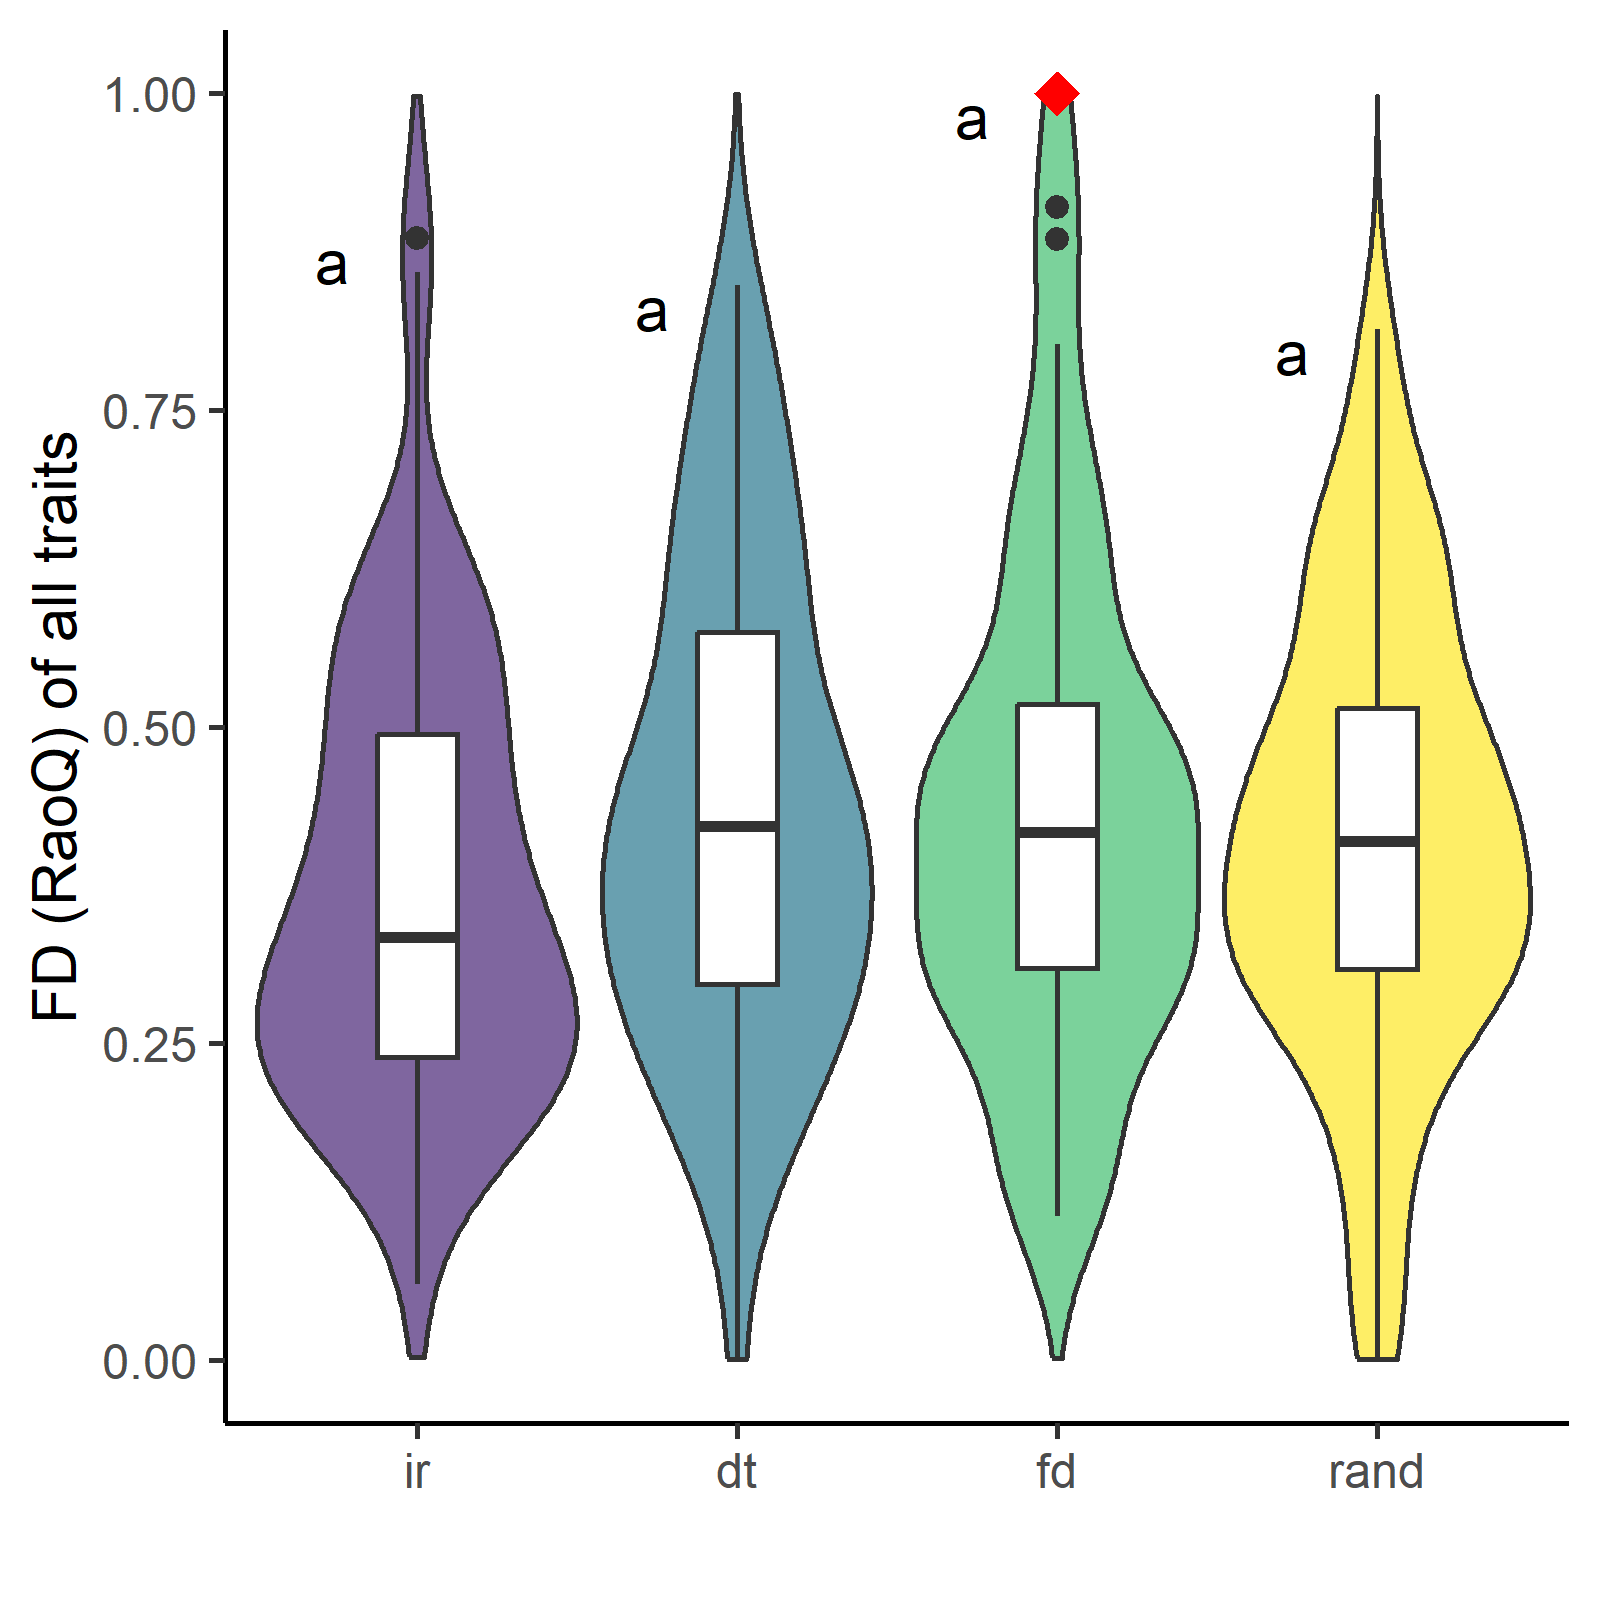 FD (RaoQ) of all traits
1.00
0.75
0.50
0.25
0.00
a
a
a
a
ir
dt
fd
rand